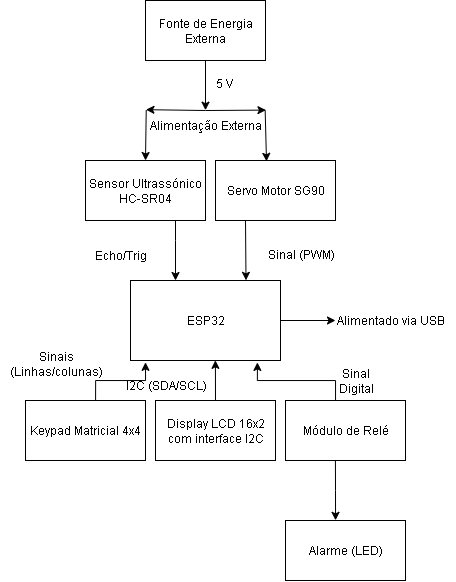 Fonte de Energia
Externa
5 V
Alimentação Externa
Sensor Ultrassónico
HC-SR04
Servo Motor SG90
Echo/Trig
Sinal (PWM)
ESP32
Alimentado via USB
Sinais
(Linhas/colunas)
I2C (SDA/SCL)
Sinal
Digital
Keypad Matricial 4x4
Display LCD 16x2
com interface I2C
Módulo de Relé
Alarme (LED)